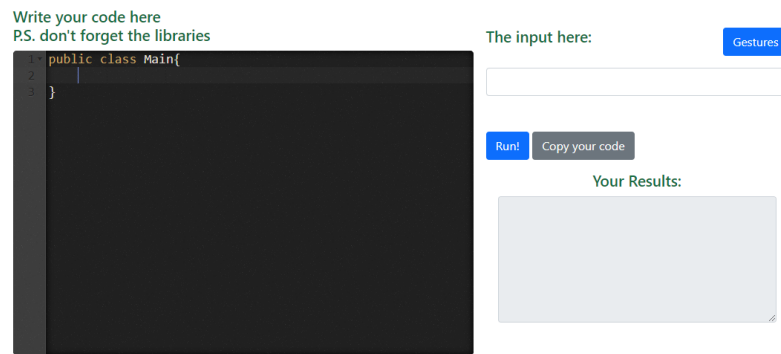 Write your code here
P.S. don't forget the libraries
1 public class Main{
2
3 }
The input here:
Gestures
Run!
Copy your code
Your Results: